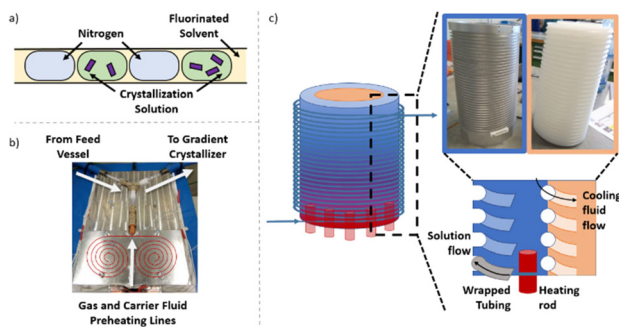 a)
Nitrogen
Fluorinated
Solvent
Crystallization
Solution
b)
From Feed
Vessel
To Gradient
Crystallizer
Gas and Carrier Fluid
Preheating Lines
c)
Cooling
fluid
flow
Solution
flow
Wrapped
Tubing
Heating
rod